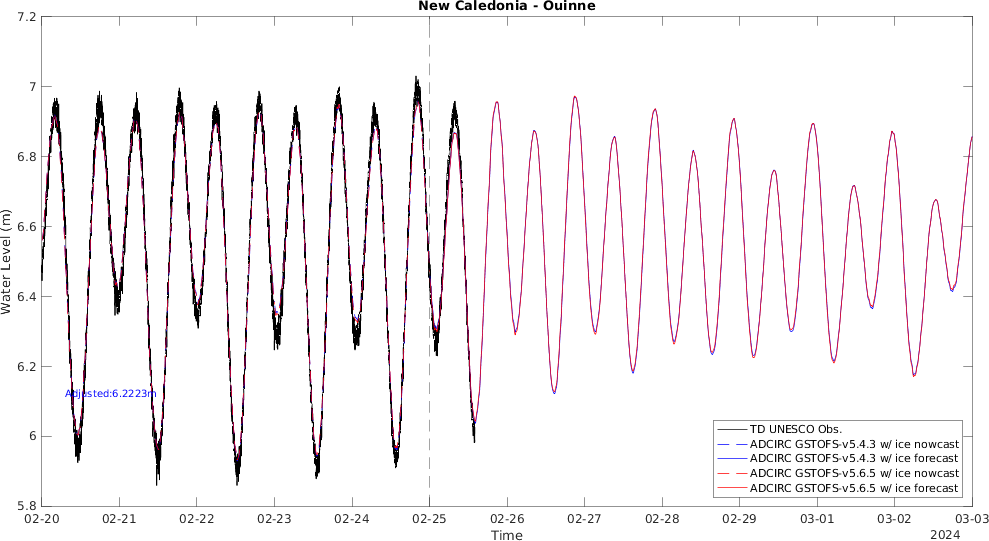 New Caledonia - Ouinne
7.2
7
6.8
6.6
6.4
6.2
6
5.8
Water Level (m)
Adjusted:6.2223m
TD UNESCO Obs.
ADCIRC GSTOFS-v5.4.3 w/ ice nowcast
ADCIRC GSTOFS-v5.4.3 w/ ice forecast
ADCIRC GSTOFS-v5.6.5 w/ ice nowcast
ADCIRC GSTOFS-v5.6.5 w/ ice forecast
02-20 02-21 02-22 02-23 02-24 02-25 02-26 02-27 02-28 02-29 03-01 03-02 03-03
Time
2024